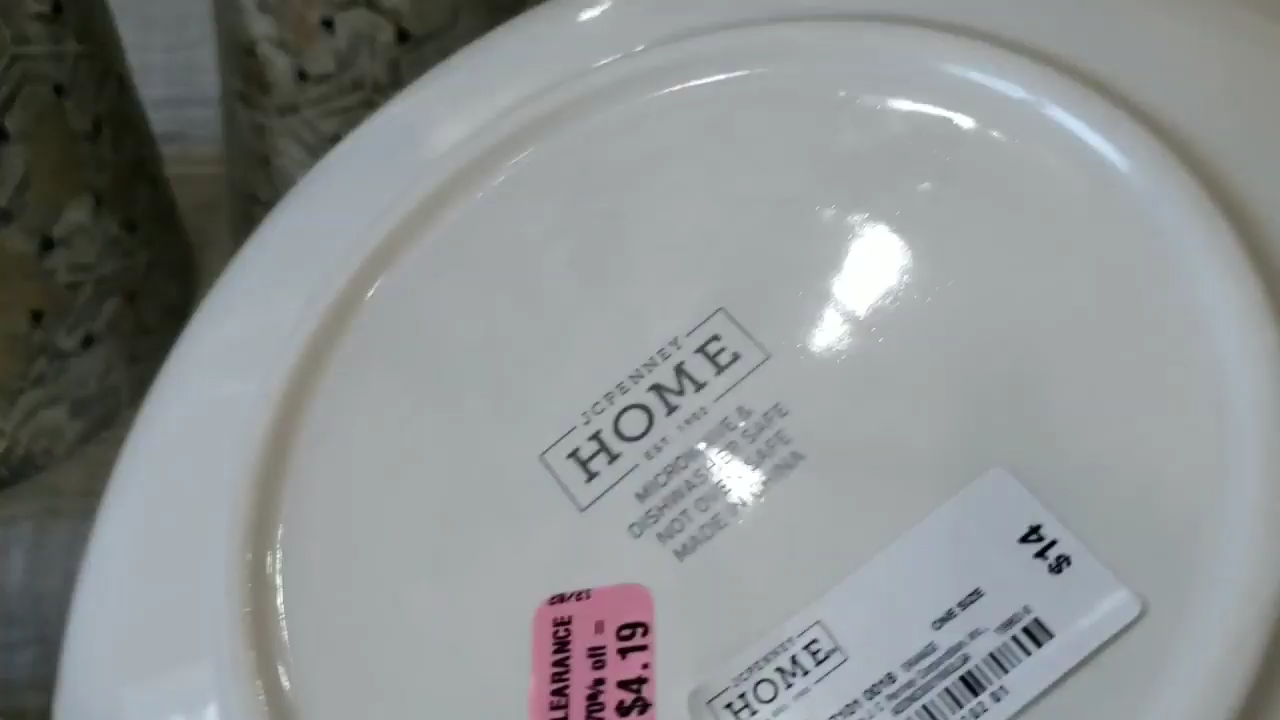 JCPENNEY
HOME
EST. 1902
MICROWAVE &
DISHWASHER SAFE
NOT OVEN SAFE
MADE IN CHINA
CLEARANCE
70% off =
$4.19
$14
ONE SIZE
JCPENNEY
HOME